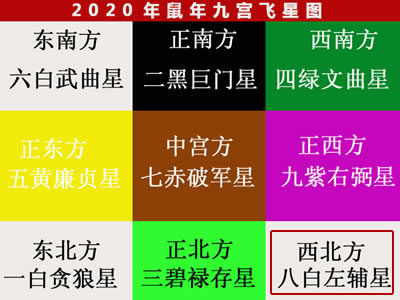 2020年鼠年九宫飞星图
东南方
六白武曲星
正南方
二黑巨门星
西南方
四绿文曲星
正东方
五黄廉贞星
中宫方
七赤破军星
正西方
九紫右弼星
东北方
一白贪狼星
正北方
三碧禄存星
西北方
八白左辅星